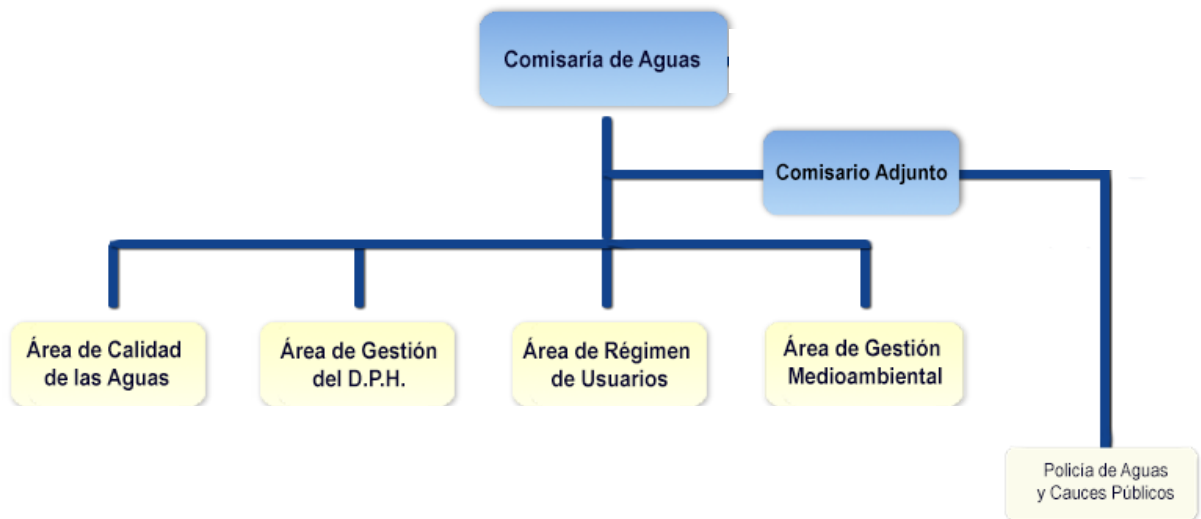 Comisaría de Aguas
Comisario Adjunto
Área de Calidad
de las Aguas
Área de Gestión
del D.P.H.
Área de Régimen
de Usuarios
Área de Gestión
Medioambiental
Policía de Aguas
y Cauces Públicos